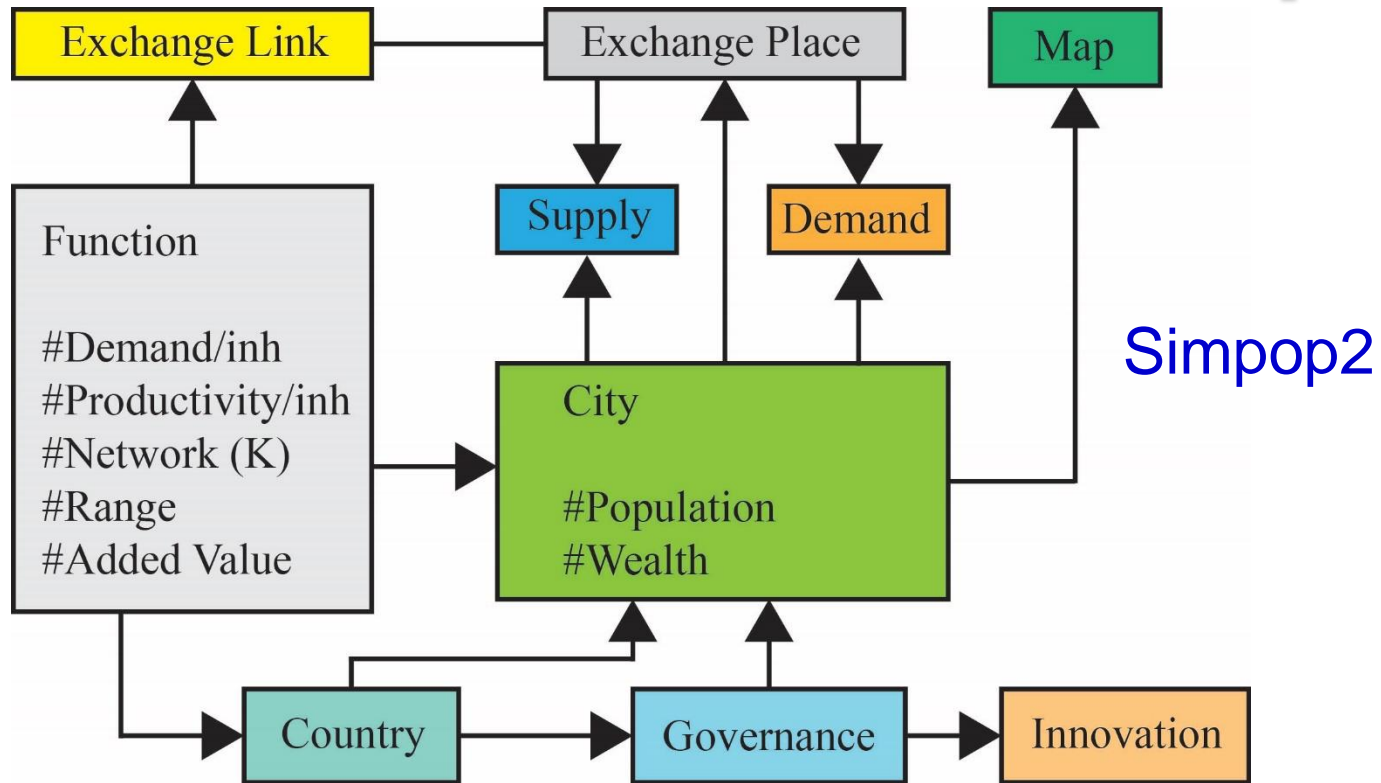 Exchange Link
Exchange Place
Map
Supply
Demand
Function
#Demand/inh
#Productivity/inh
#Network (K)
#Range
#Added Value
City
#Population
#Wealth
Simpop2
Country
Governance
Innovation